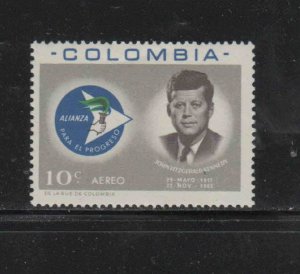 COLOMBIA
ALIANZA
PARA EL PROGRESO
JOHN FITZGERALD KENNEDY
10c AEREO
29 - MAYO 1917
22 - NOV. - 1963
DE LA RUE DE COLOMBIA